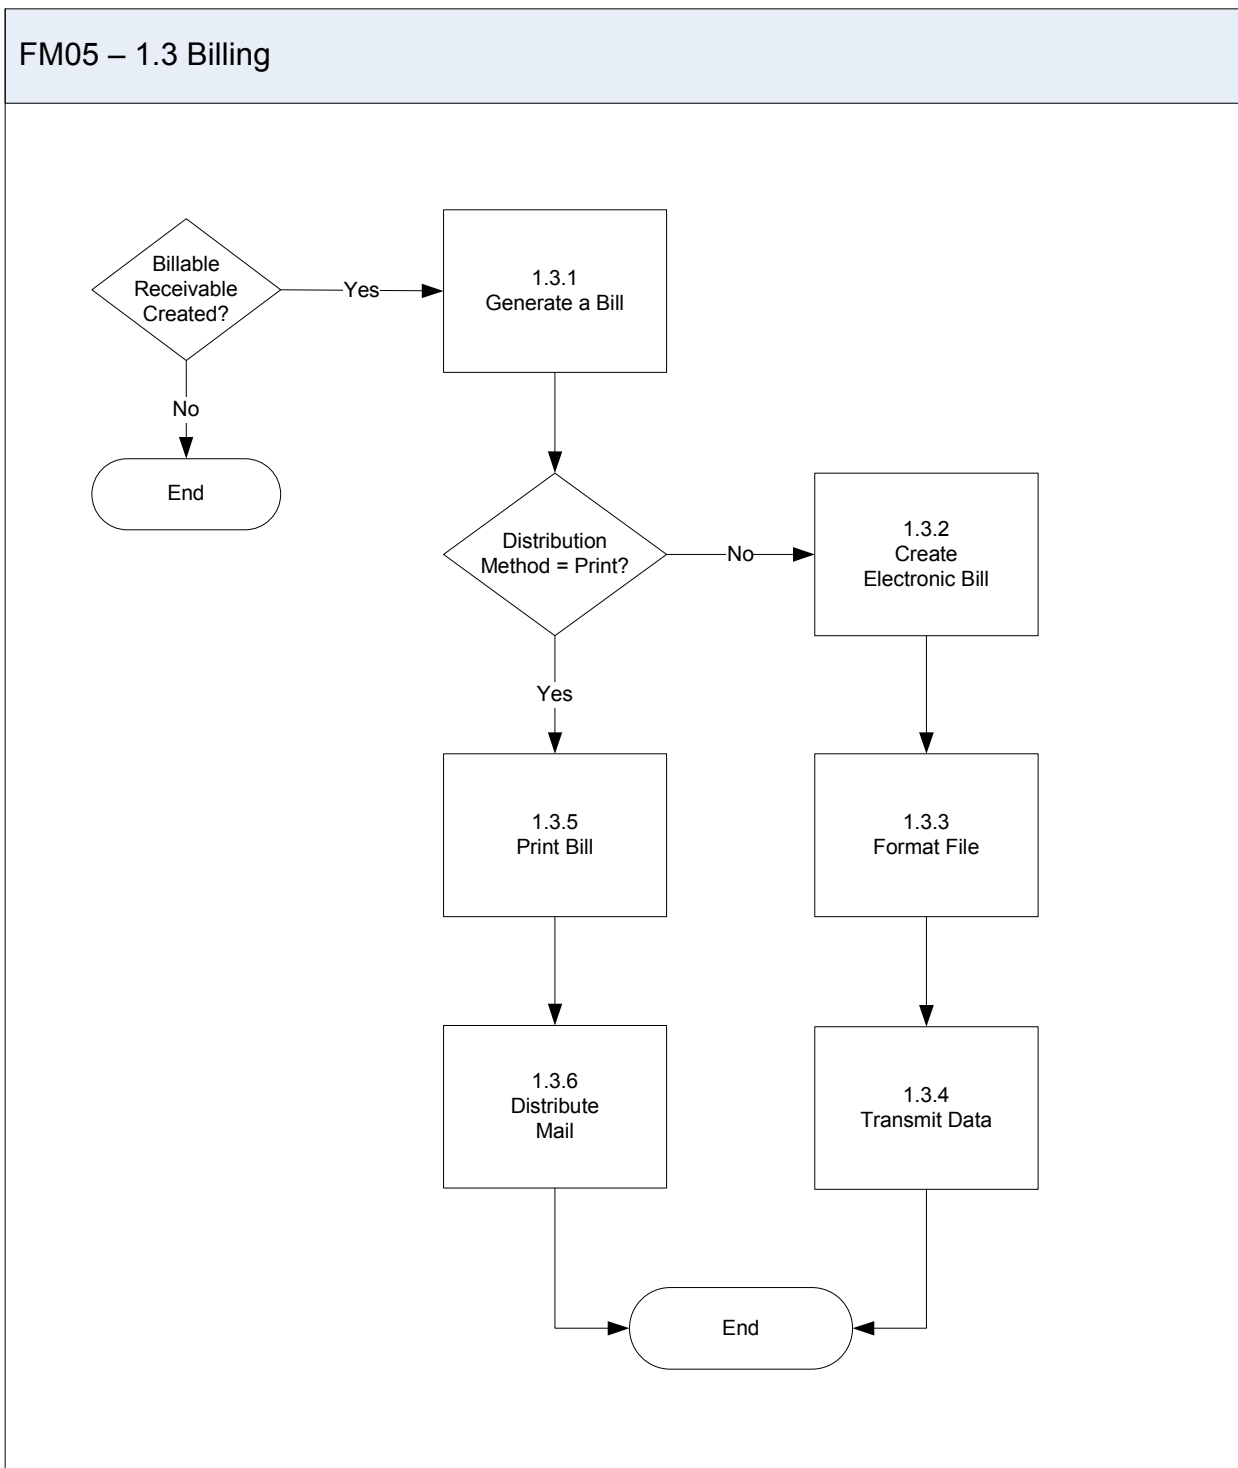 FM05 – 1.3 Billing
Billable
Receivable
Created?
Yes
1.3.1
Generate a Bill
No
End
Distribution
Method = Print?
No
1.3.2
Create
Electronic Bill
Yes
1.3.5
Print Bill
1.3.3
Format File
1.3.6
Distribute
Mail
1.3.4
Transmit Data
End